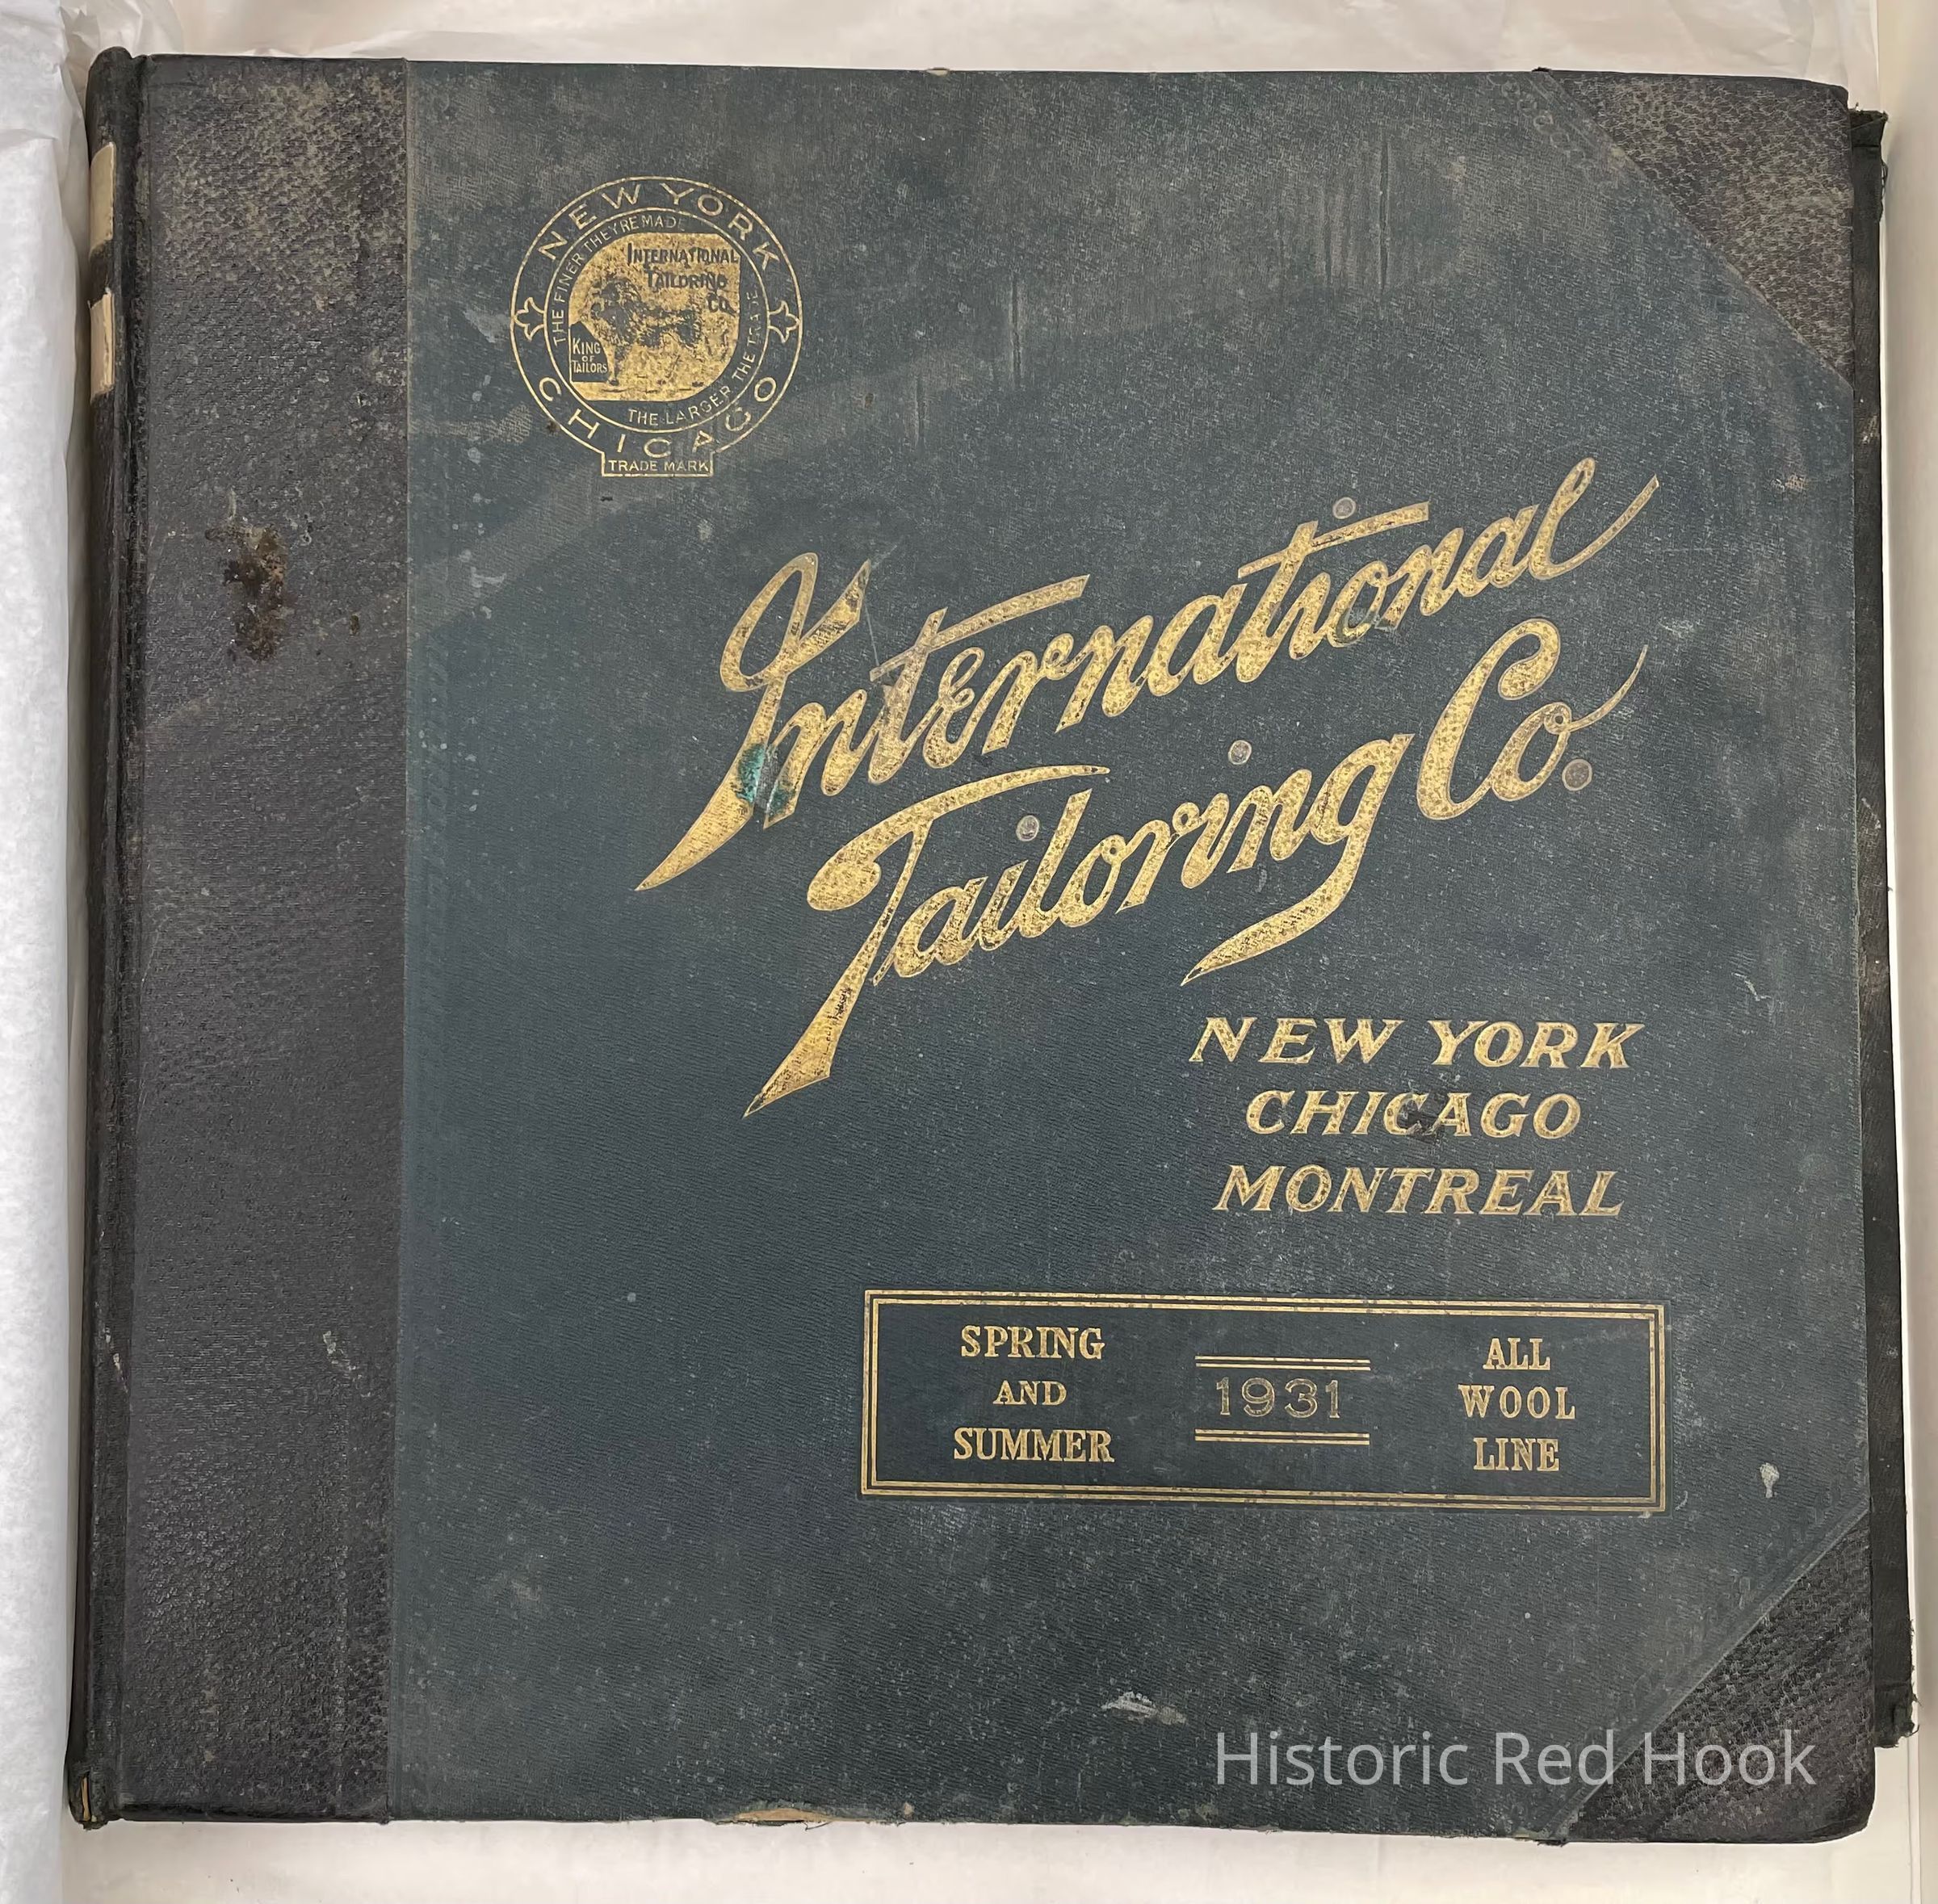 NEW YORK
THE FINER THEY'RE MADE
INTERNATIONAL
TAILORING
CO.
KING
OF
TAILORS
THE LARGER THE TRADE
CHICAGO
TRADE MARK
International
Tailoring Co.
NEW YORK
CHICAGO
MONTREAL
SPRING
AND
SUMMER
1931
ALL
WOOL
LINE
Historic Red Hook